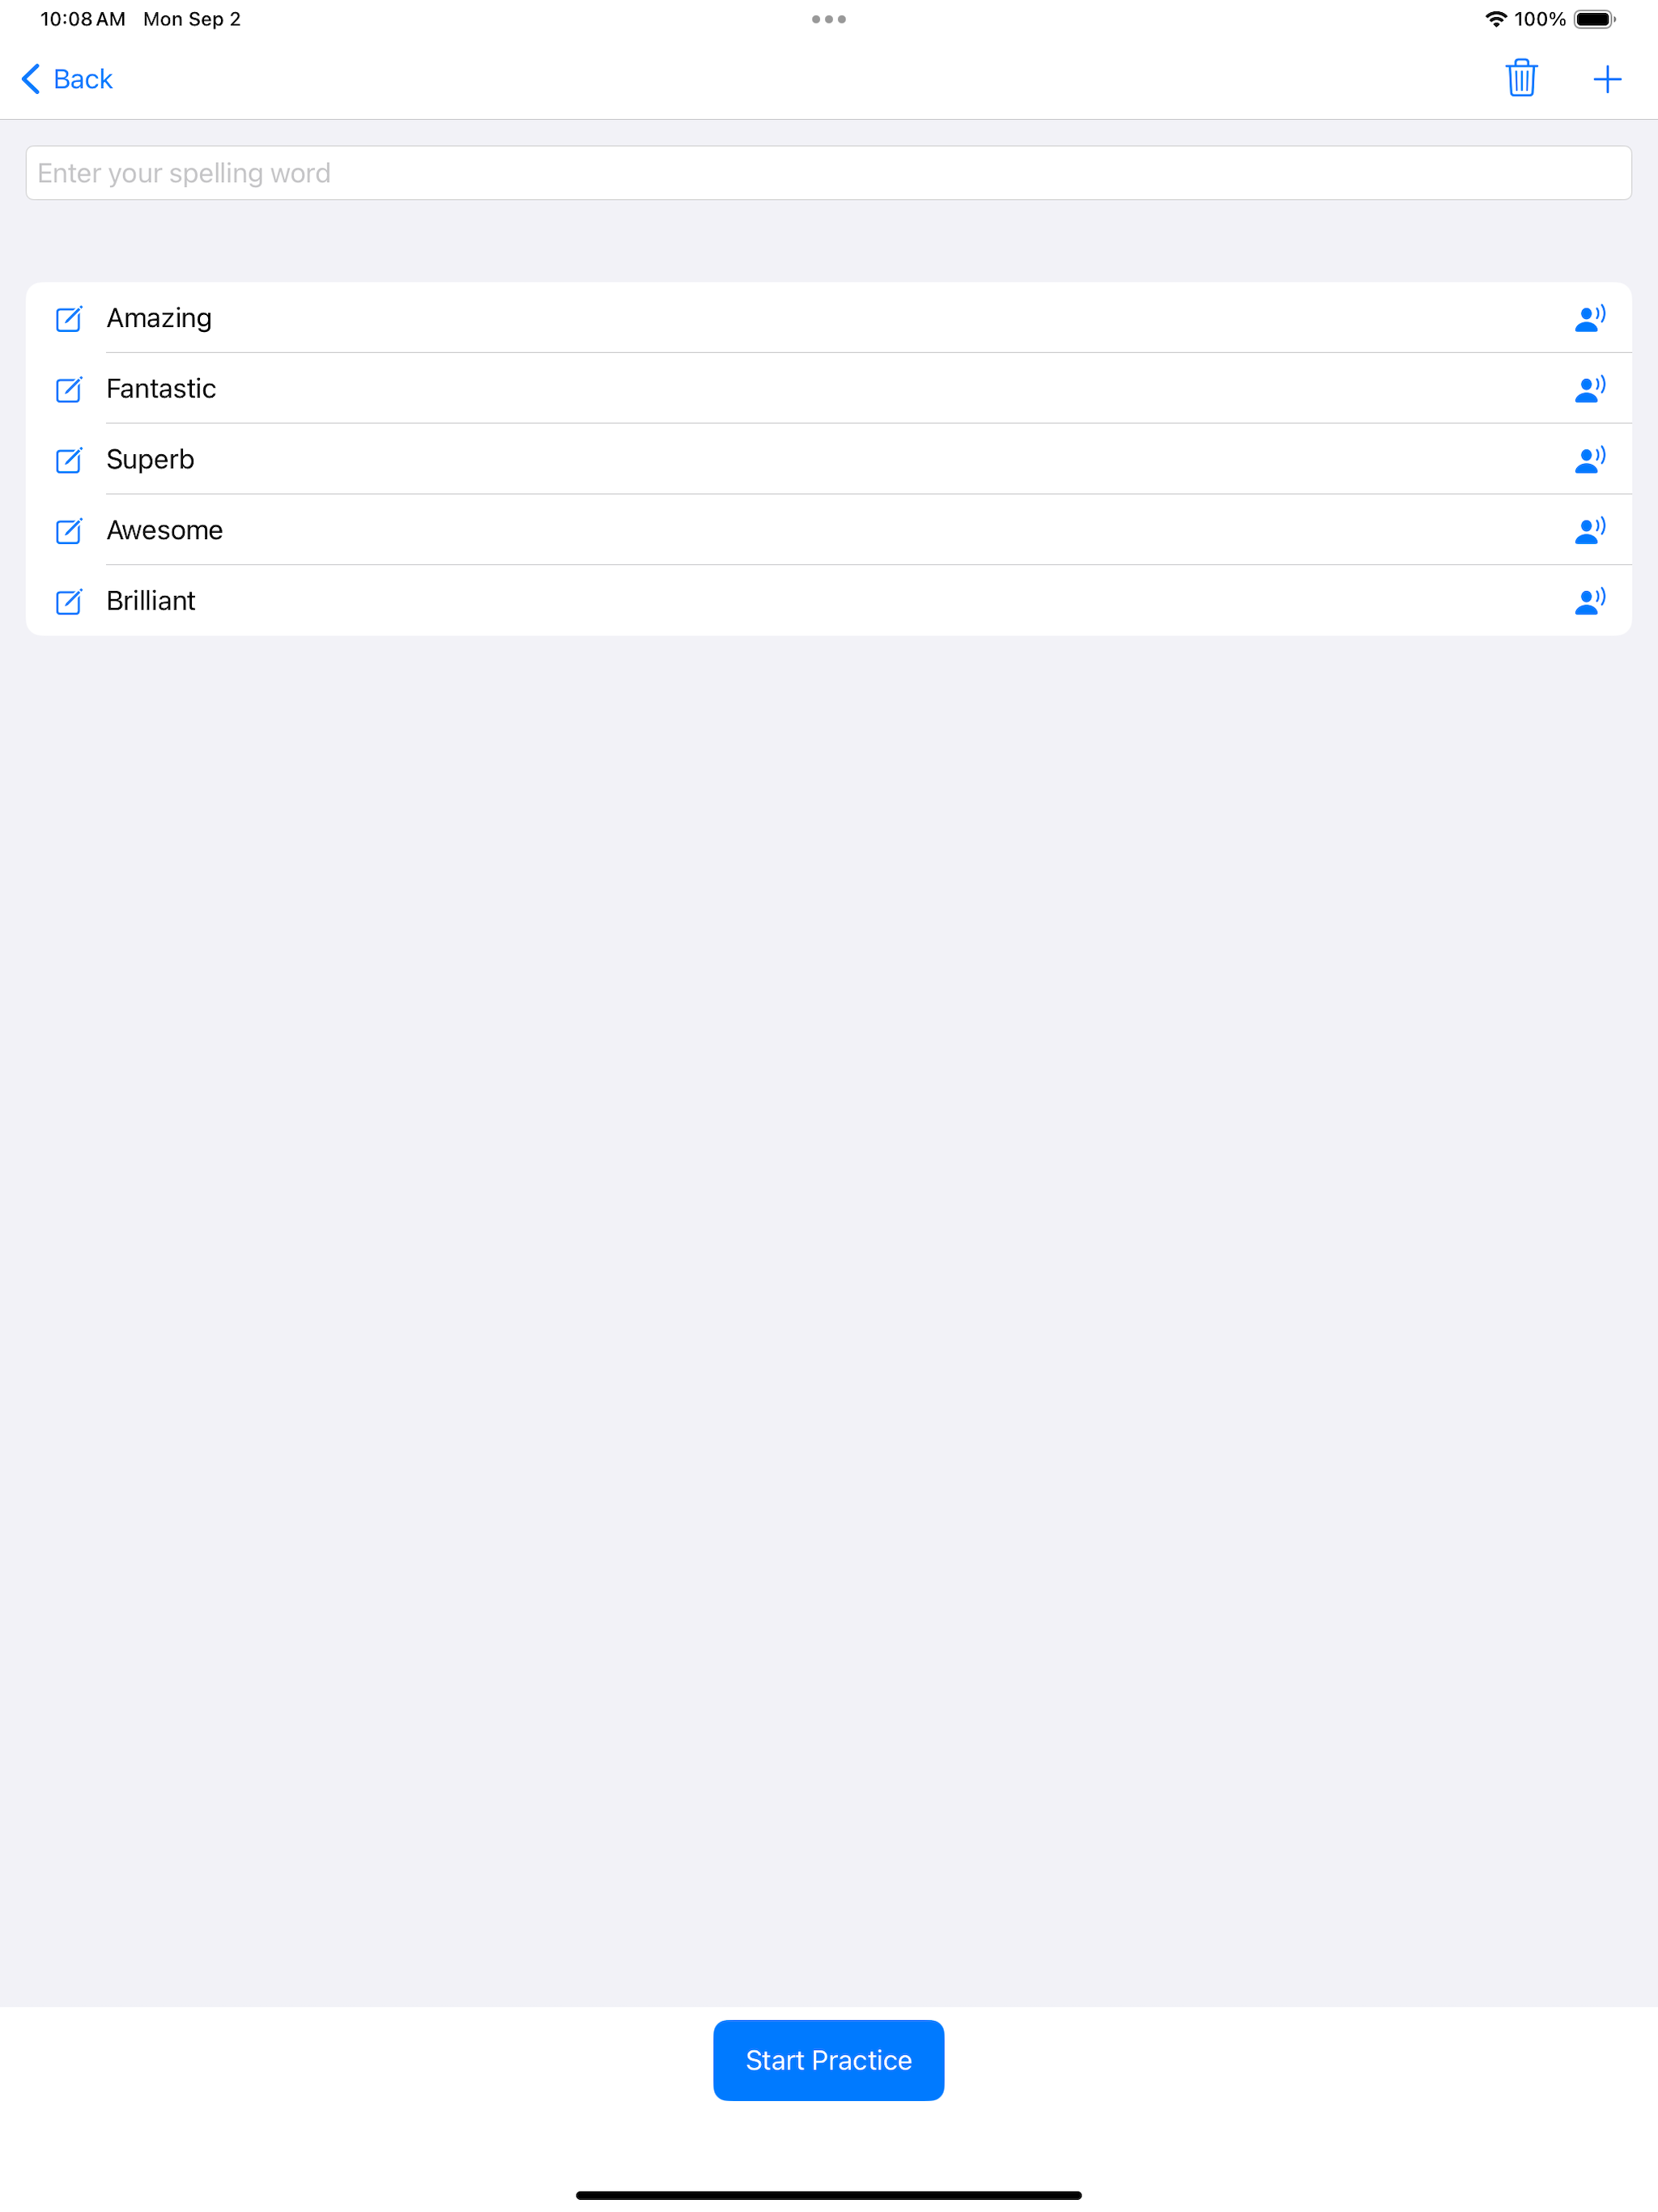 10:08 AM Mon Sep 2 100%
Back
Enter your spelling word
Amazing
Fantastic
Superb
Awesome
Brilliant
Start Practice